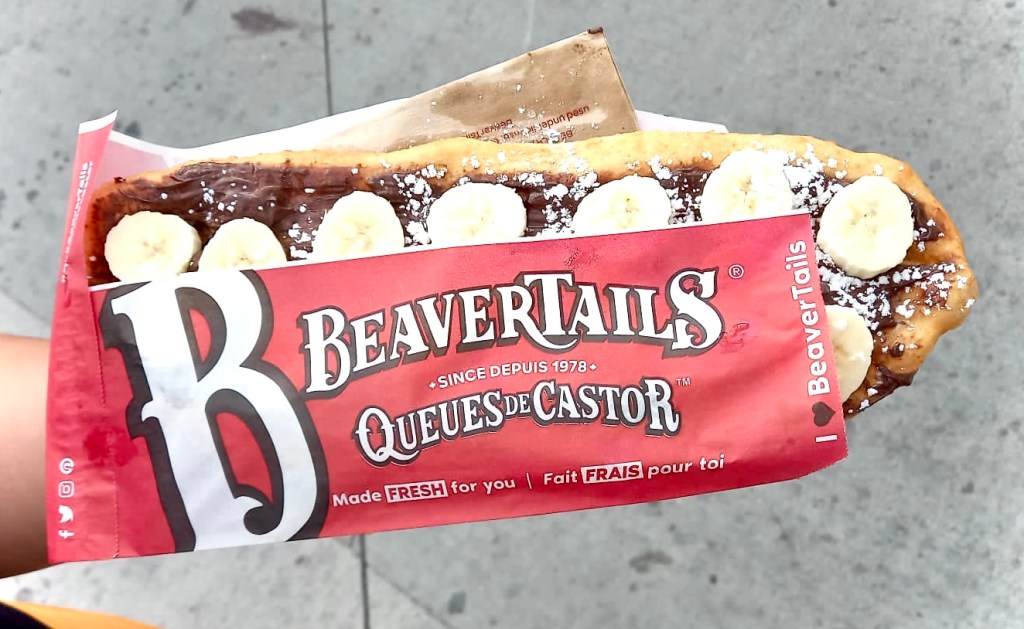 B
BEAVERTAILS®
SINCE DEPUIS 1978
QUEUES DE CASTOR™
Made FRESH for you | Fait FRAIS pour toi
I ♥ BeaverTails